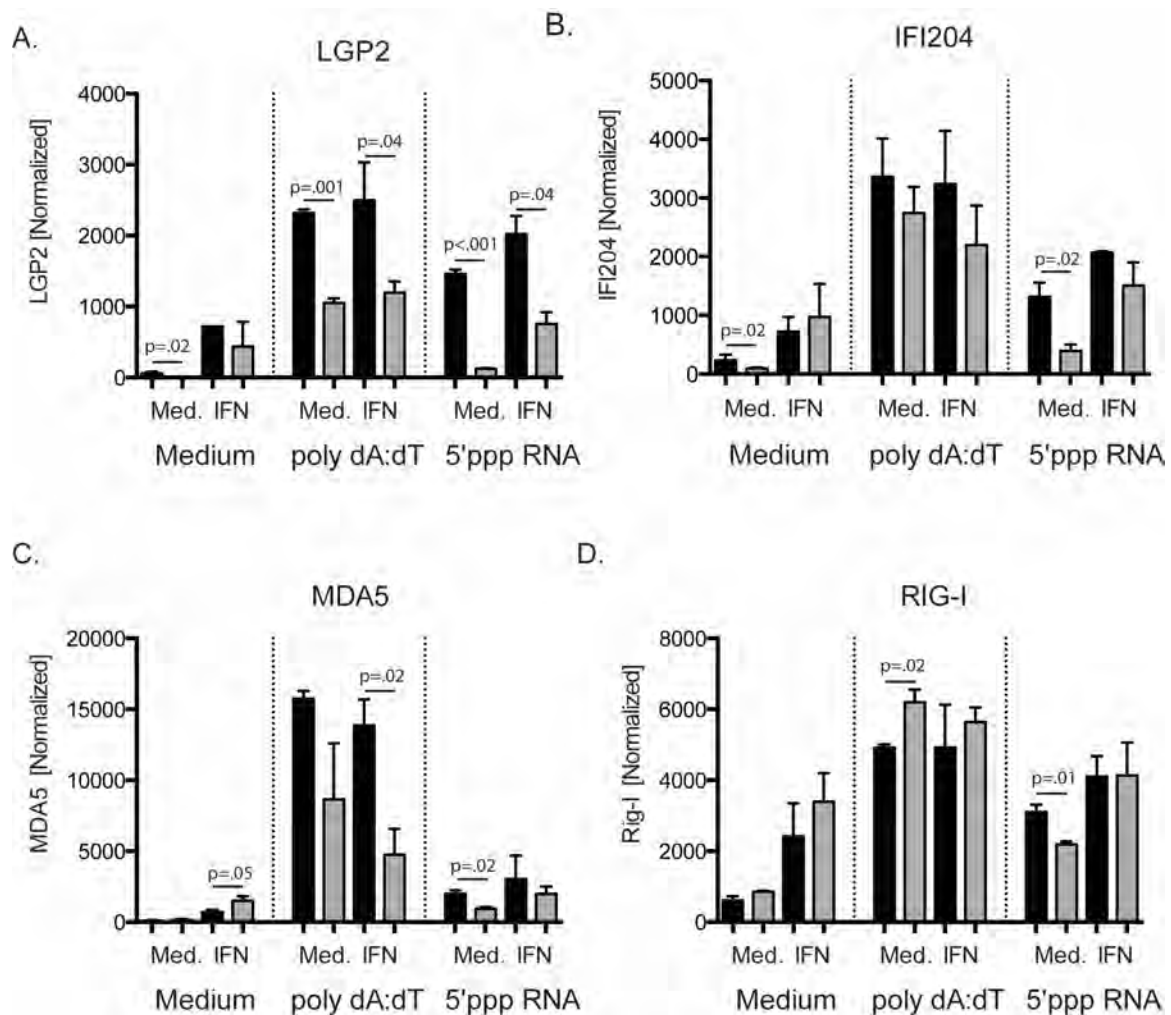 A.
LGP2
LGP2 [Normalized]
4000
3000
2000
1000
0
p=.02
p=.001
p=.04
p<.001
p=.04
Med. IFN
Med. IFN
Med. IFN
Medium
poly dA:dT
5'ppp RNA
B.
IFI204
IFI204 [Normalized]
5000
4000
3000
2000
1000
0
p=.02
p=.02
Med. IFN
Med. IFN
Med. IFN
Medium
poly dA:dT
5'ppp RNA
C.
MDA5
MDA5 [Normalized]
20000
15000
10000
5000
0
p=.05
p=.02
p=.02
Med. IFN
Med. IFN
Med. IFN
Medium
poly dA:dT
5'ppp RNA
D.
RIG-I
Rig-I [Normalized]
8000
6000
4000
2000
0
p=.02
p=.01
Med. IFN
Med. IFN
Med. IFN
Medium
poly dA:dT
5'ppp RNA